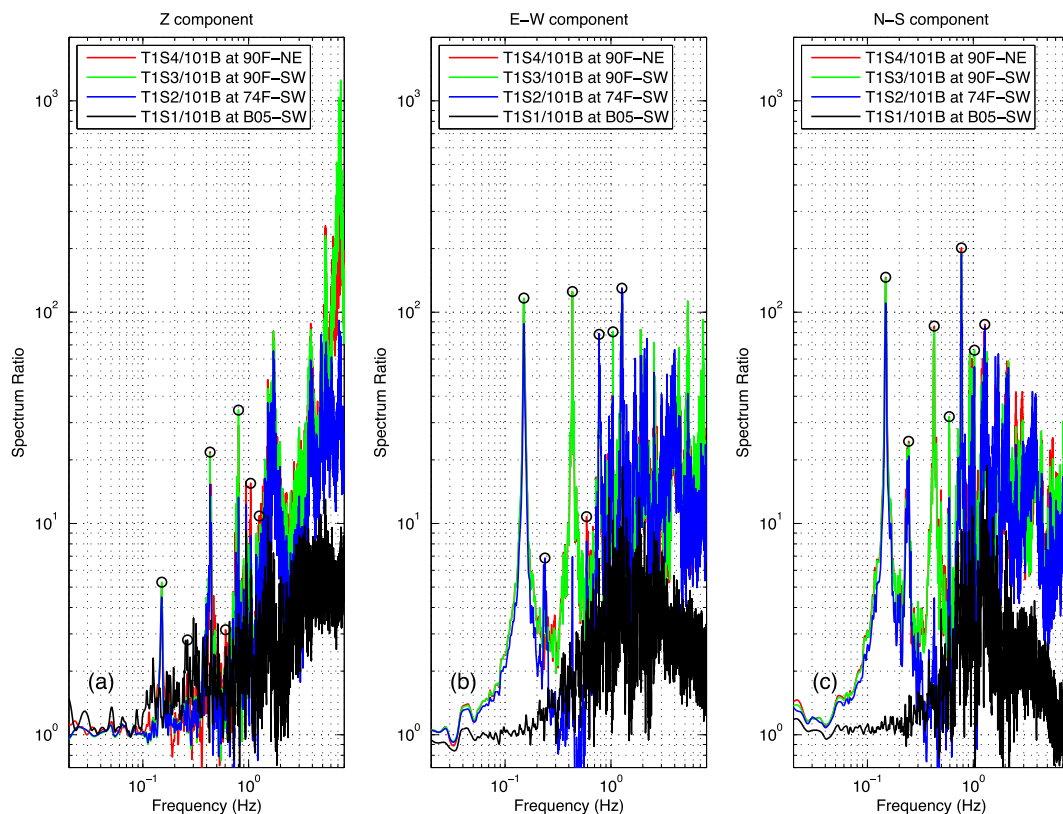 Z component
E−W component
N−S component
T1S4/101B at 90F−NE
T1S3/101B at 90F−SW
T1S2/101B at 74F−SW
T1S1/101B at B05−SW
T1S4/101B at 90F−NE
T1S3/101B at 90F−SW
T1S2/101B at 74F−SW
T1S1/101B at B05−SW
T1S4/101B at 90F−NE
T1S3/101B at 90F−SW
T1S2/101B at 74F−SW
T1S1/101B at B05−SW
10³
10²
10¹
10⁰
Spectrum Ratio
10³
10²
10¹
10⁰
Spectrum Ratio
10³
10²
10¹
10⁰
Spectrum Ratio
(a)
(b)
(c)
10⁻¹ 10⁰
10⁻¹ 10⁰
10⁻¹ 10⁰
Frequency (Hz)
Frequency (Hz)
Frequency (Hz)